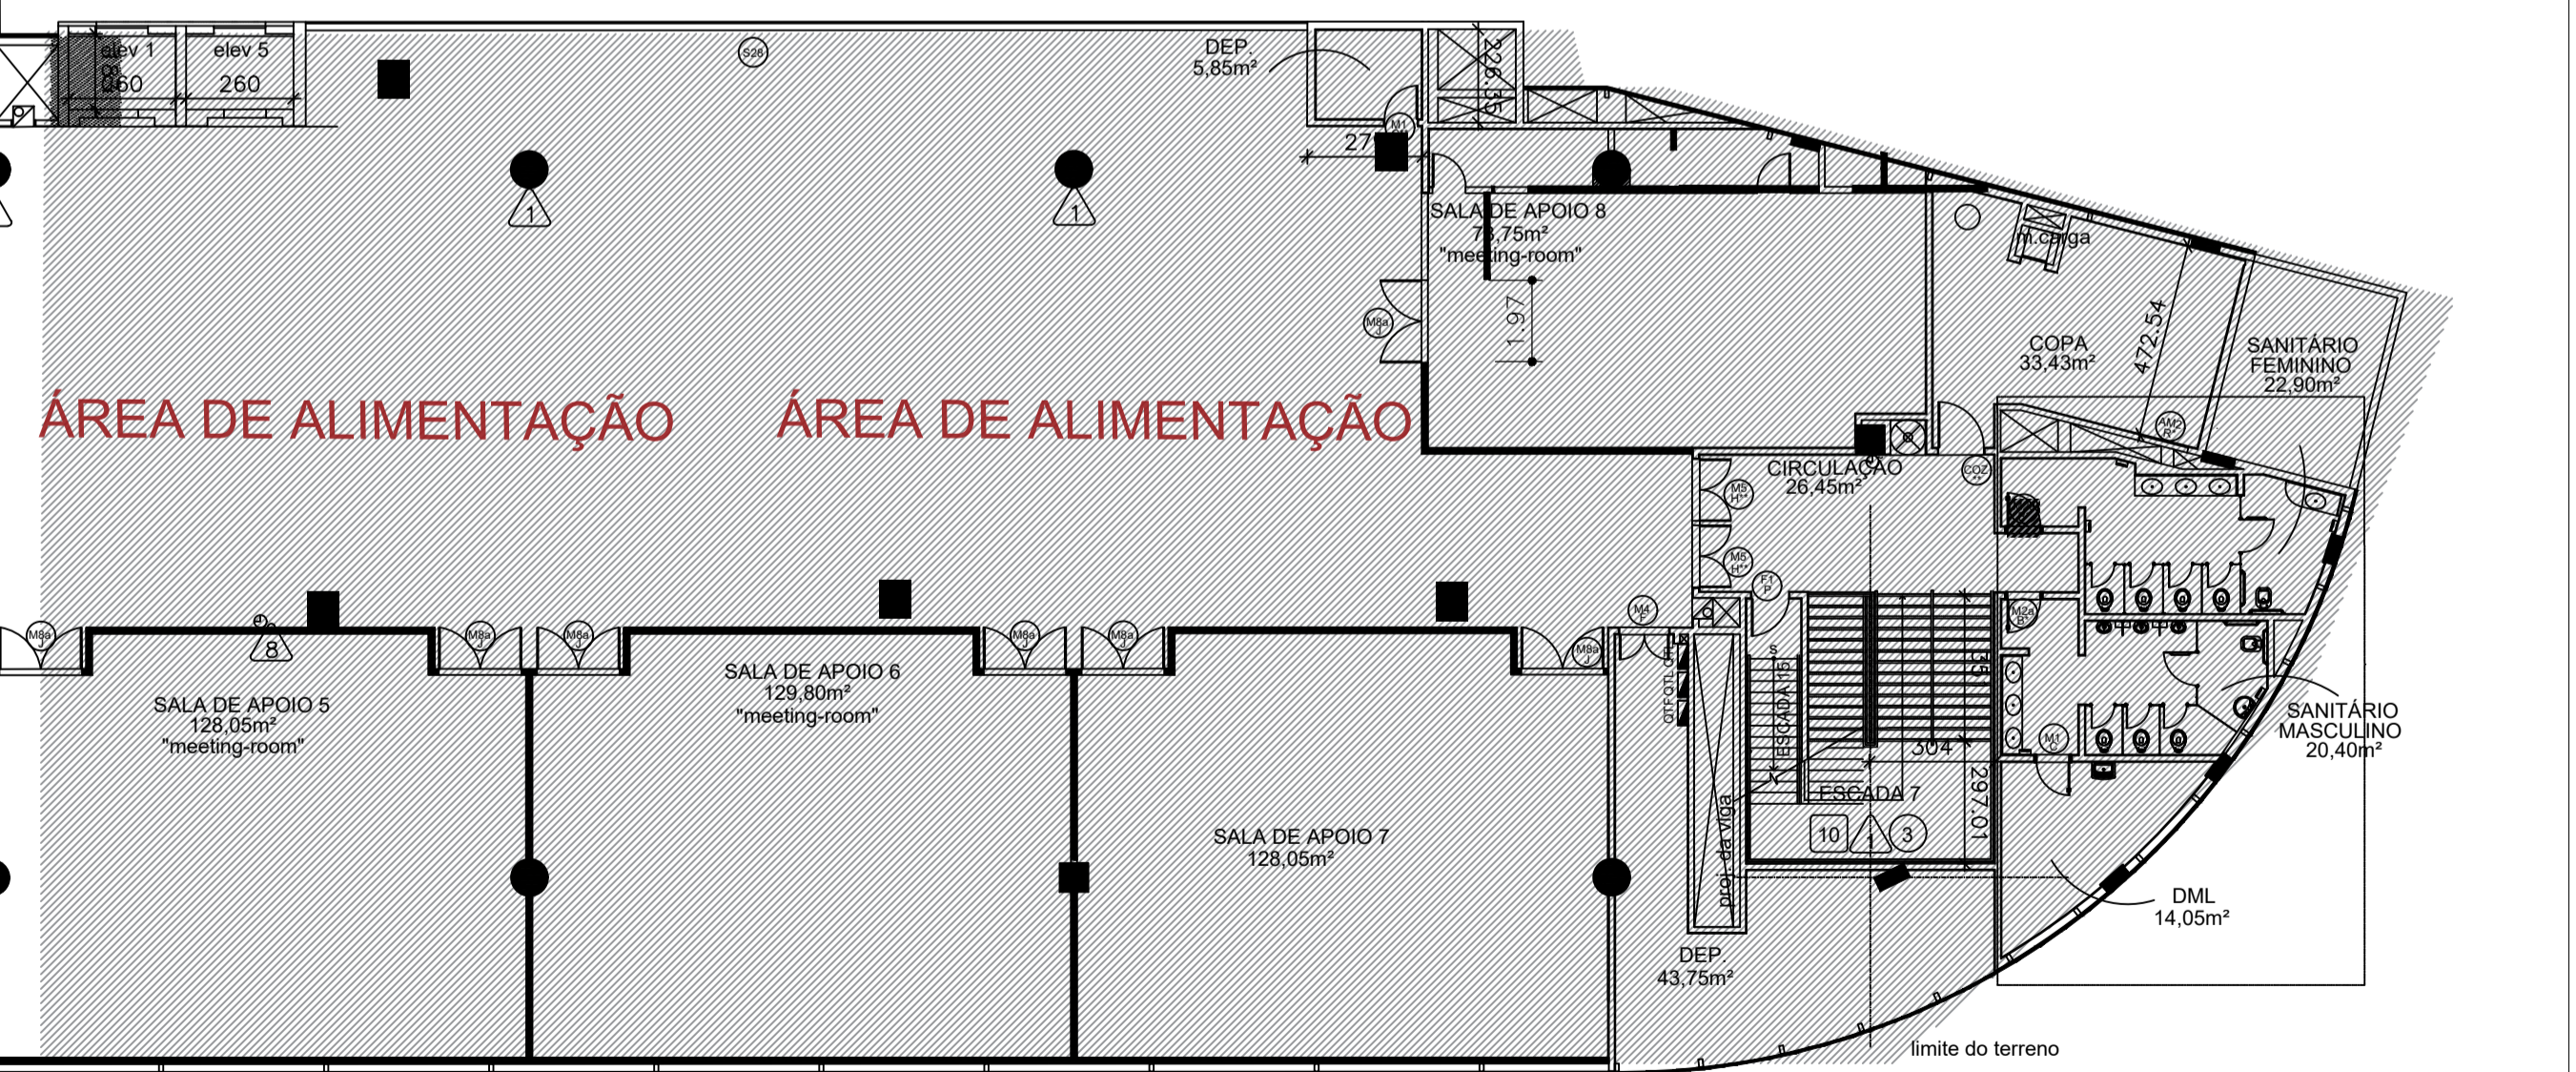 elev 1
260
elev 5
260
S28
DEP.
5,85m²
226.35
M1
27
1
1
SALA DE APOIO 8
73,75m²
"meeting-room"
M8a
J
1.97
m.carga
COPA
33,43m²
472.54
SANITÁRIO
FEMININO
22,90m²
AM2
R*
ÁREA DE ALIMENTAÇÃO
ÁREA DE ALIMENTAÇÃO
CIRCULAÇÃO
26,45m²
COZ
**
M5
H**
M5
H**
F1
P
M4
F
M2a
B*
M8a
J
8
M8a
J
M8a
J
M8a
J
M8a
J
M8a
J
SALA DE APOIO 5
128,05m²
"meeting-room"
SALA DE APOIO 6
129,80m²
"meeting-room"
SALA DE APOIO 7
128,05m²
QTF QTL
S
ESCADA 15
304
M1
C
SANITÁRIO
MASCULINO
20,40m²
ESCADA 7
297.01
10
1
3
proj. da viga
DML
14,05m²
DEP.
43,75m²
limite do terreno